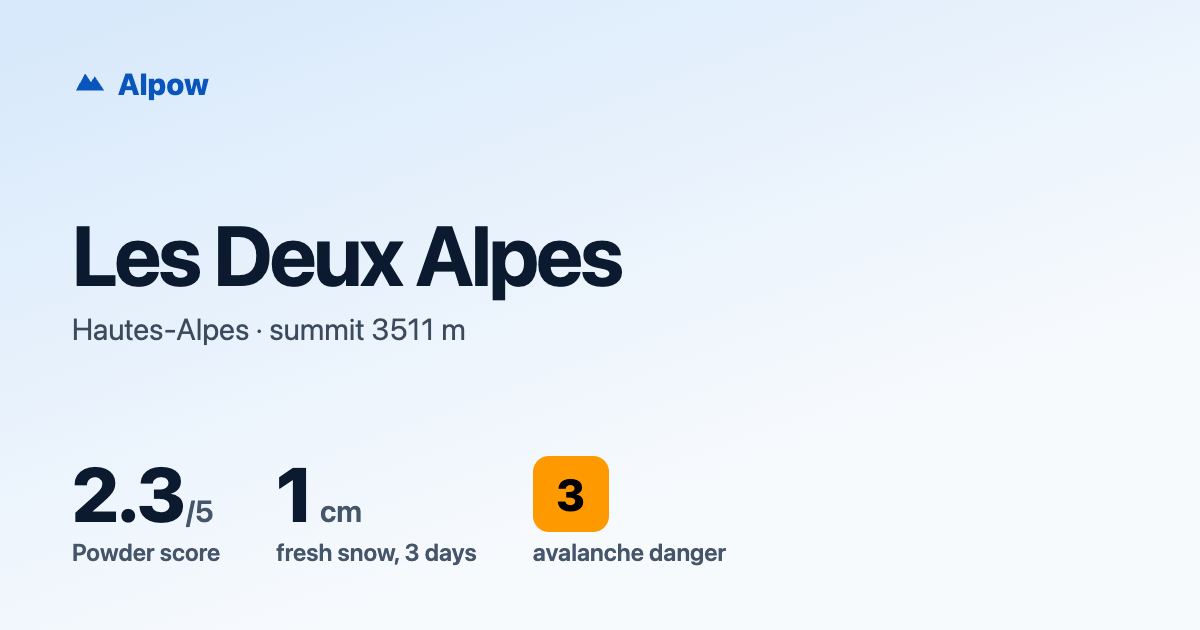 Alpow
Les Deux Alpes
Hautes-Alpes · summit 3511 m
2.3/5 1 cm 3
Powder score fresh snow, 3 days avalanche danger